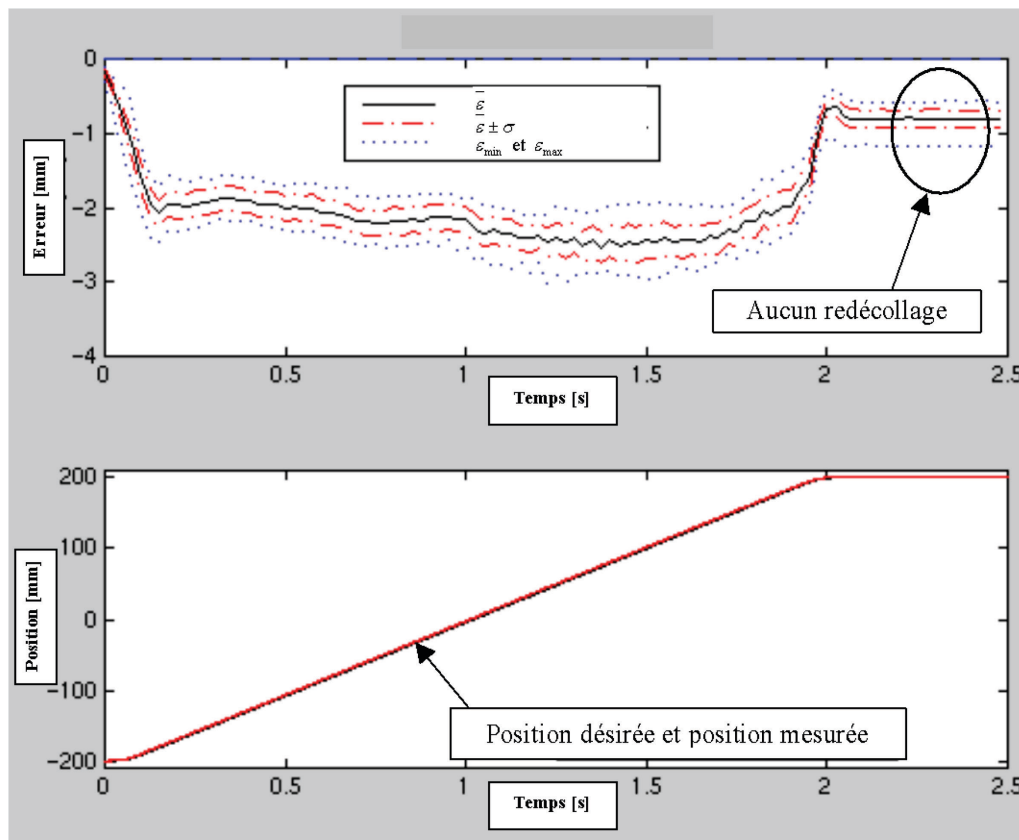 0
-1
-2
-3
-4
Erreur [mm]
ε̄
ε̄ ± σ
ε_min et ε_max
Aucun redécollage
0 0.5 1 1.5 2 2.5
Temps [s]
200
100
0
-100
-200
Position [mm]
Position désirée et position mesurée
0 0.5 1 1.5 2 2.5
Temps [s]